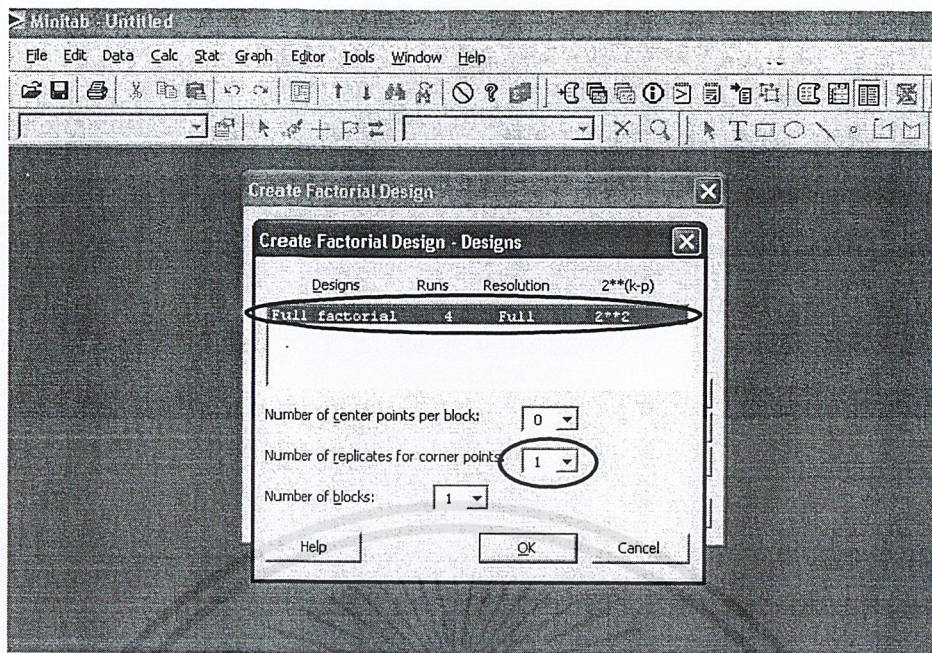 Minitab - Untitled
File Edit Data Calc Stat Graph Editor Tools Window Help
Create Factorial Design
Create Factorial Design - Designs
Designs Runs Resolution 2**(k-p)
Full factorial 4 Full 2**2
Number of center points per block: 0
Number of replicates for corner points: 1
Number of blocks: 1
Help OK Cancel